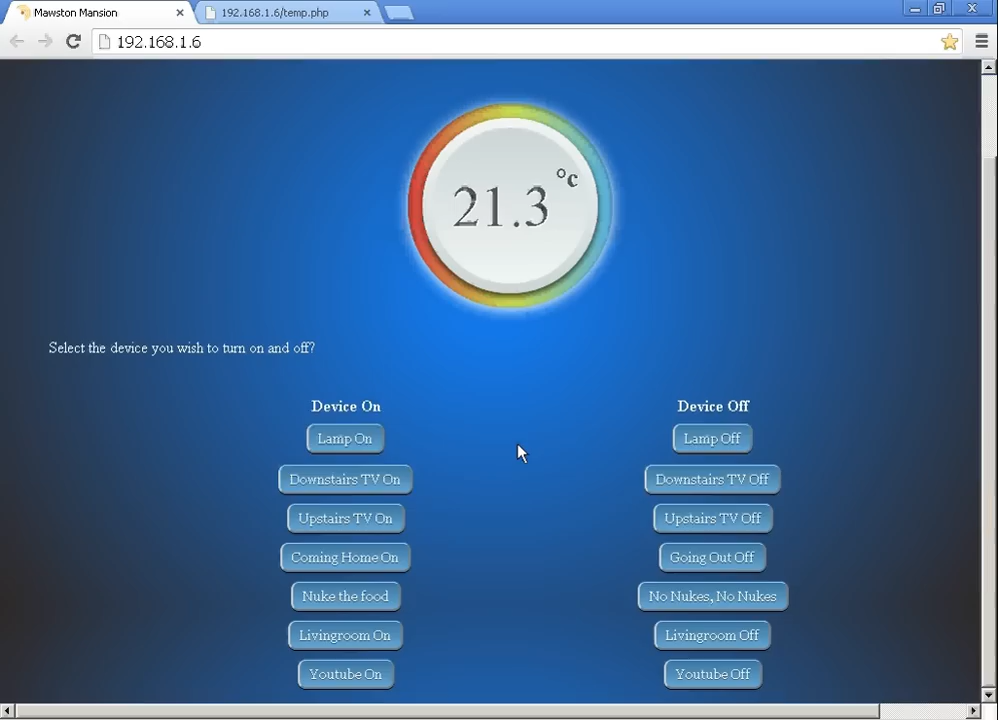 Mawston Mansion
192.168.1.6/temp.php
192.168.1.6
21.3 °c
Select the device you wish to turn on and off?
Device On
Device Off
Lamp On
Lamp Off
Downstairs TV On
Downstairs TV Off
Upstairs TV On
Upstairs TV Off
Coming Home On
Going Out Off
Nuke the food
No Nukes, No Nukes
Livingroom On
Livingroom Off
Youtube On
Youtube Off